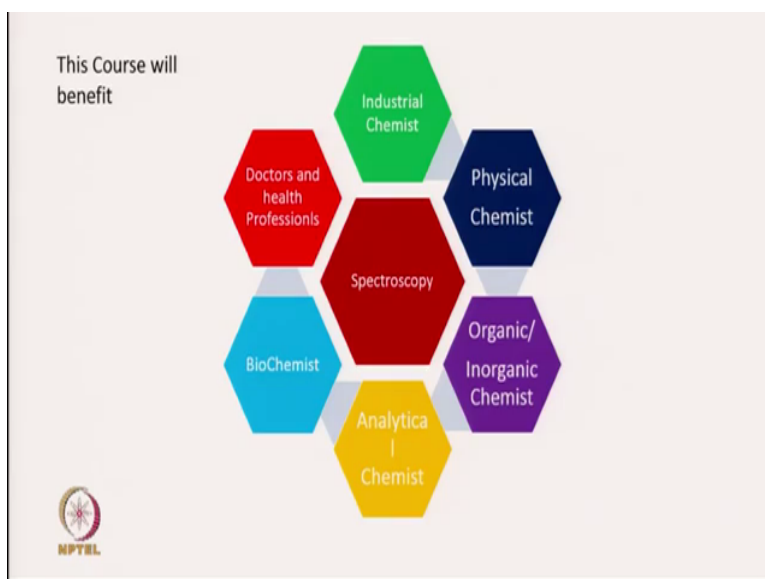 This Course will
benefit
Industrial
Chemist
Physical
Chemist
Organic/
Inorganic
Chemist
Analytica
l
Chemist
BioChemist
Doctors and
health
Professionls
Spectroscopy
NPTEL